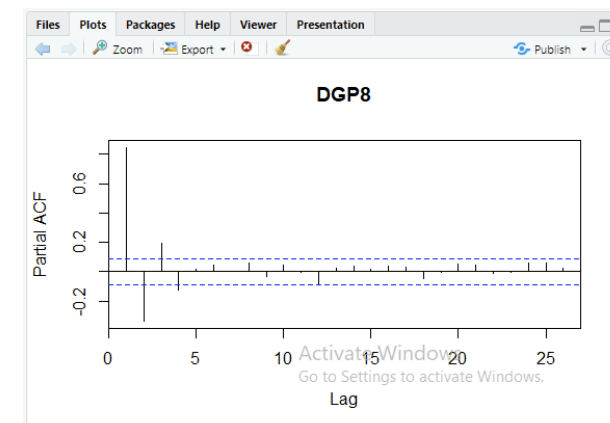 Files Plots Packages Help Viewer Presentation
Zoom Export Publish
DGP8
Partial ACF
0.6
0.2
-0.2
0 5 10 15 20 25
Activate Windows
Go to Settings to activate Windows.
Lag